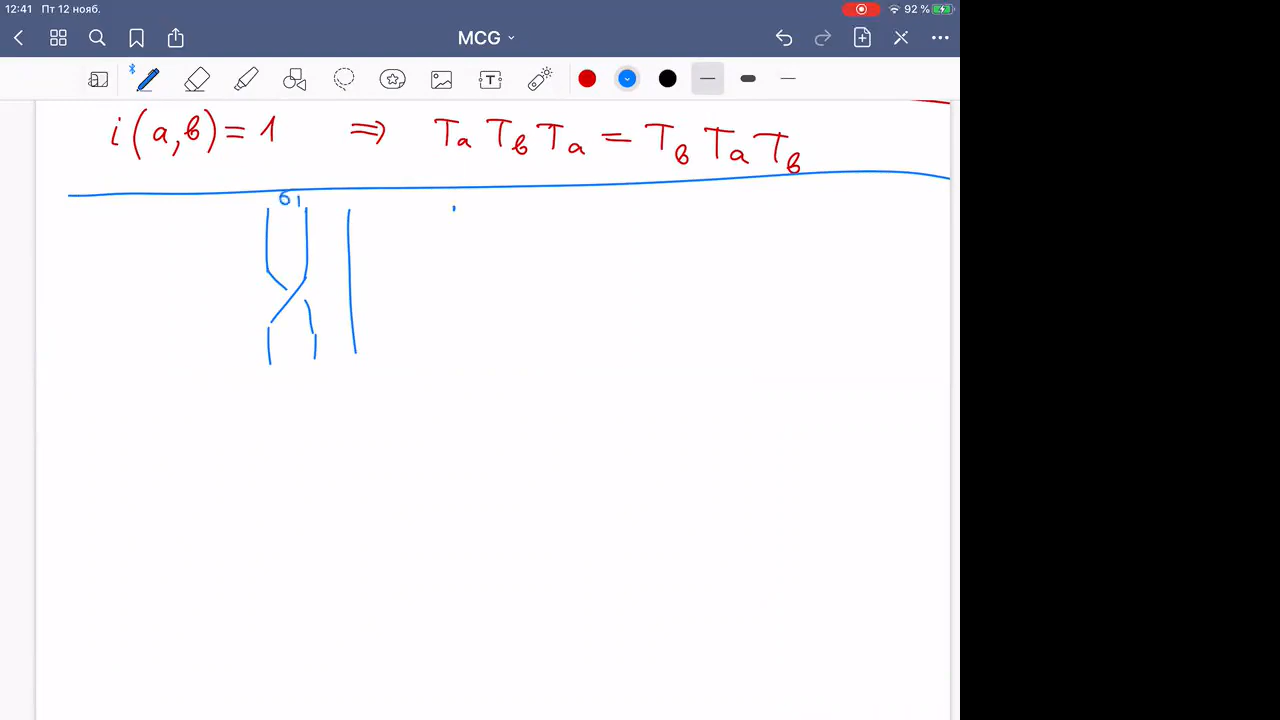 12:41 Пт 12 нояб.
92 %
MCG
T
i(a,b)=1 ⇒ TaTbTa = TbTaTb
σ1